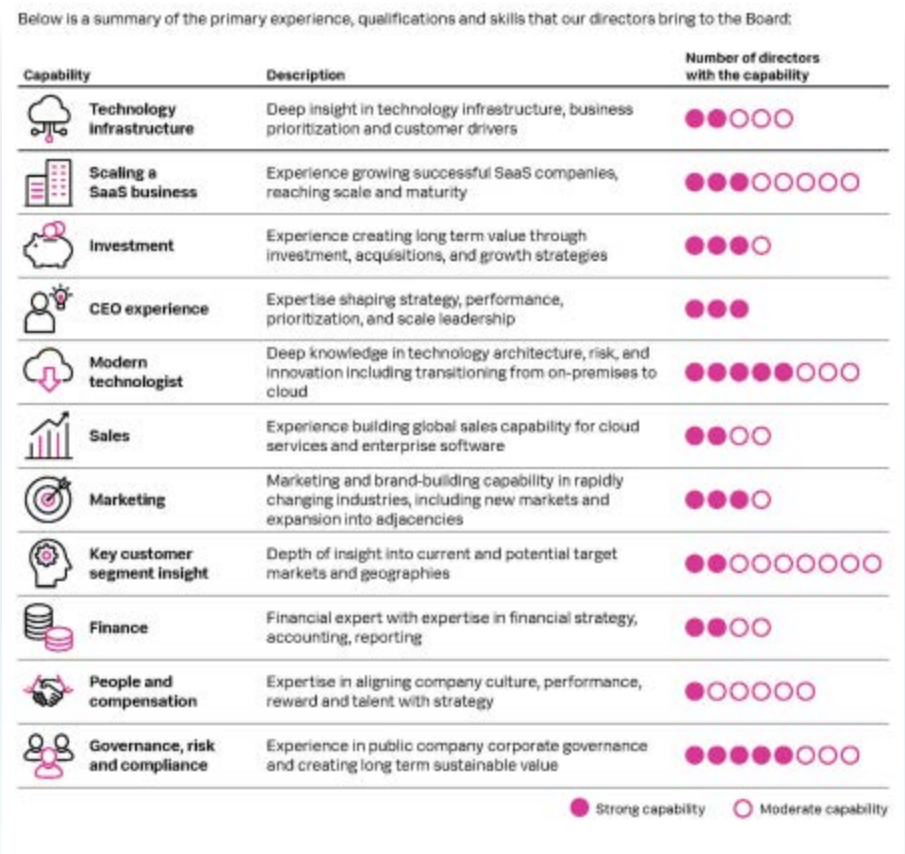 Below is a summary of the primary experience, qualifications and skills that our directors bring to the Board:
Number of directors
Capability Description with the capability
Technology
infrastructure
Deep insight in technology infrastructure, business
prioritization and customer drivers
Scaling a
SaaS business
Experience growing successful SaaS companies,
reaching scale and maturity
Investment
Experience creating long term value through
investment, acquisitions, and growth strategies
CEO experience
Expertise shaping strategy, performance,
prioritization, and scale leadership
Modern
technologist
Deep knowledge in technology architecture, risk, and
innovation including transitioning from on-premises to
cloud
Sales
Experience building global sales capability for cloud
services and enterprise software
Marketing
Marketing and brand-building capability in rapidly
changing industries, including new markets and
expansion into adjacencies
Key customer
segment insight
Depth of insight into current and potential target
markets and geographies
Finance
Financial expert with expertise in financial strategy,
accounting, reporting
People and
compensation
Expertise in aligning company culture, performance,
reward and talent with strategy
Governance, risk
and compliance
Experience in public company corporate governance
and creating long term sustainable value
Strong capability Moderate capability